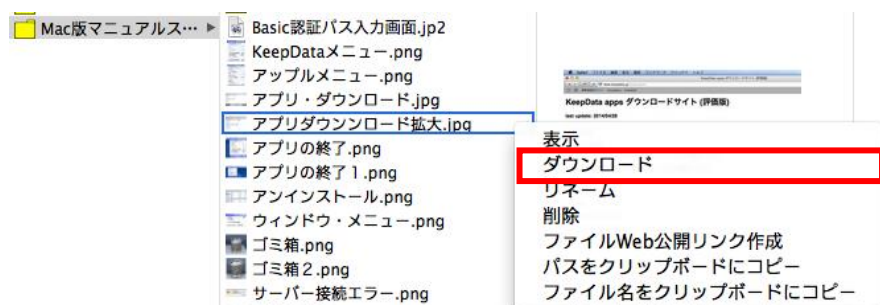 Mac版マニュアルス…
Basic認証パス入力画面.jp2
KeepDataメニュー.png
アップルメニュー.png
アプリ・ダウンロード.jpg
アプリダウンンロード拡大.jpg
アプリの終了.png
アプリの終了１.png
アンインストール.png
ウィンドウ・メニュー.png
ゴミ箱.png
ゴミ箱２.png
サーバー接続エラー.png
KeepData apps ダウンロードサイト (評価版)
last update: 2014/04/28
表示
ダウンロード
リネーム
削除
ファイルWeb公開リンク作成
パスをクリップボードにコピー
ファイル名をクリップボードにコピー